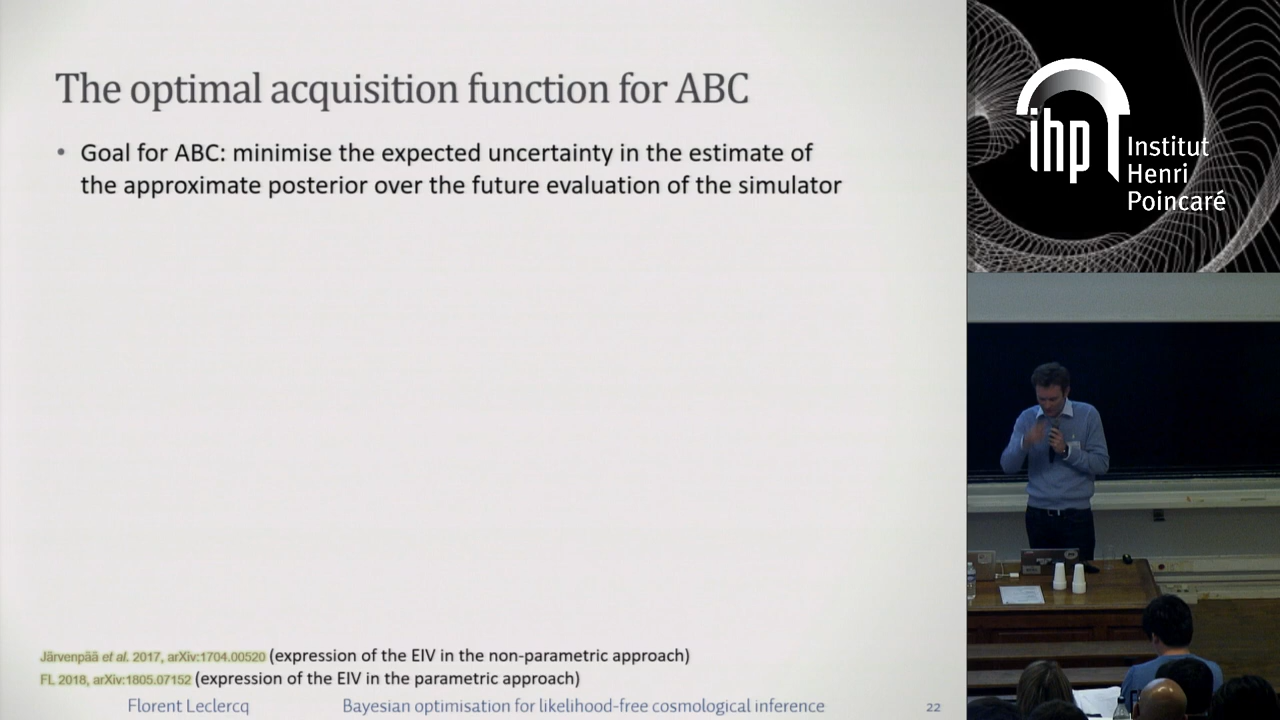 The optimal acquisition function for ABC
• Goal for ABC: minimise the expected uncertainty in the estimate of
the approximate posterior over the future evaluation of the simulator
Järvenpää et al. 2017, arXiv:1704.00520 (expression of the EIV in the non-parametric approach)
FL 2018, arXiv:1805.07152 (expression of the EIV in the parametric approach)
Florent Leclercq Bayesian optimisation for likelihood-free cosmological inference 22
ihp
Institut
Henri
Poincaré